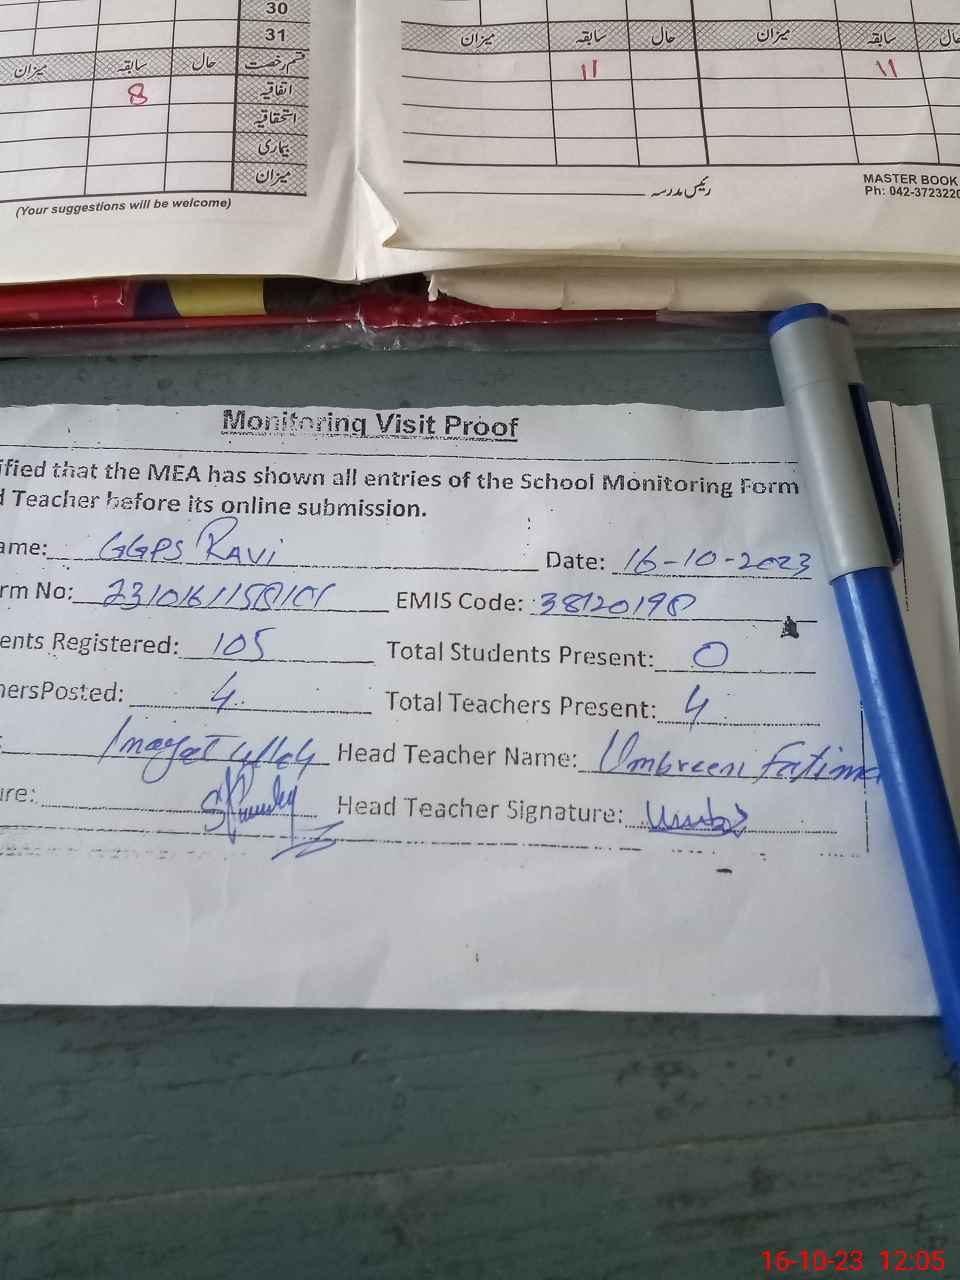 30
31
میزان سابقہ حال قسم رخصت
8 اتفاقیہ
استحقاقیہ
بیماری
میزان
(Your suggestions will be welcome)
میزان سابقہ حال میزان سابقہ حال
11 11
رئیس مدرسہ
MASTER BOOK
Ph: 042-3723220
Monitoring Visit Proof
ified that the MEA has shown all entries of the School Monitoring Form
d Teacher before its online submission.
ame: GGPS RAVI Date: 16-10-2023
rm No: EMIS Code: 38120198
ents Registered: 105 Total Students Present: 0
hersPosted: 4 Total Teachers Present: 4
Inayat Ullah Head Teacher Name: Umbreen Fatima
ure: Head Teacher Signature:
16-10-23 12:05